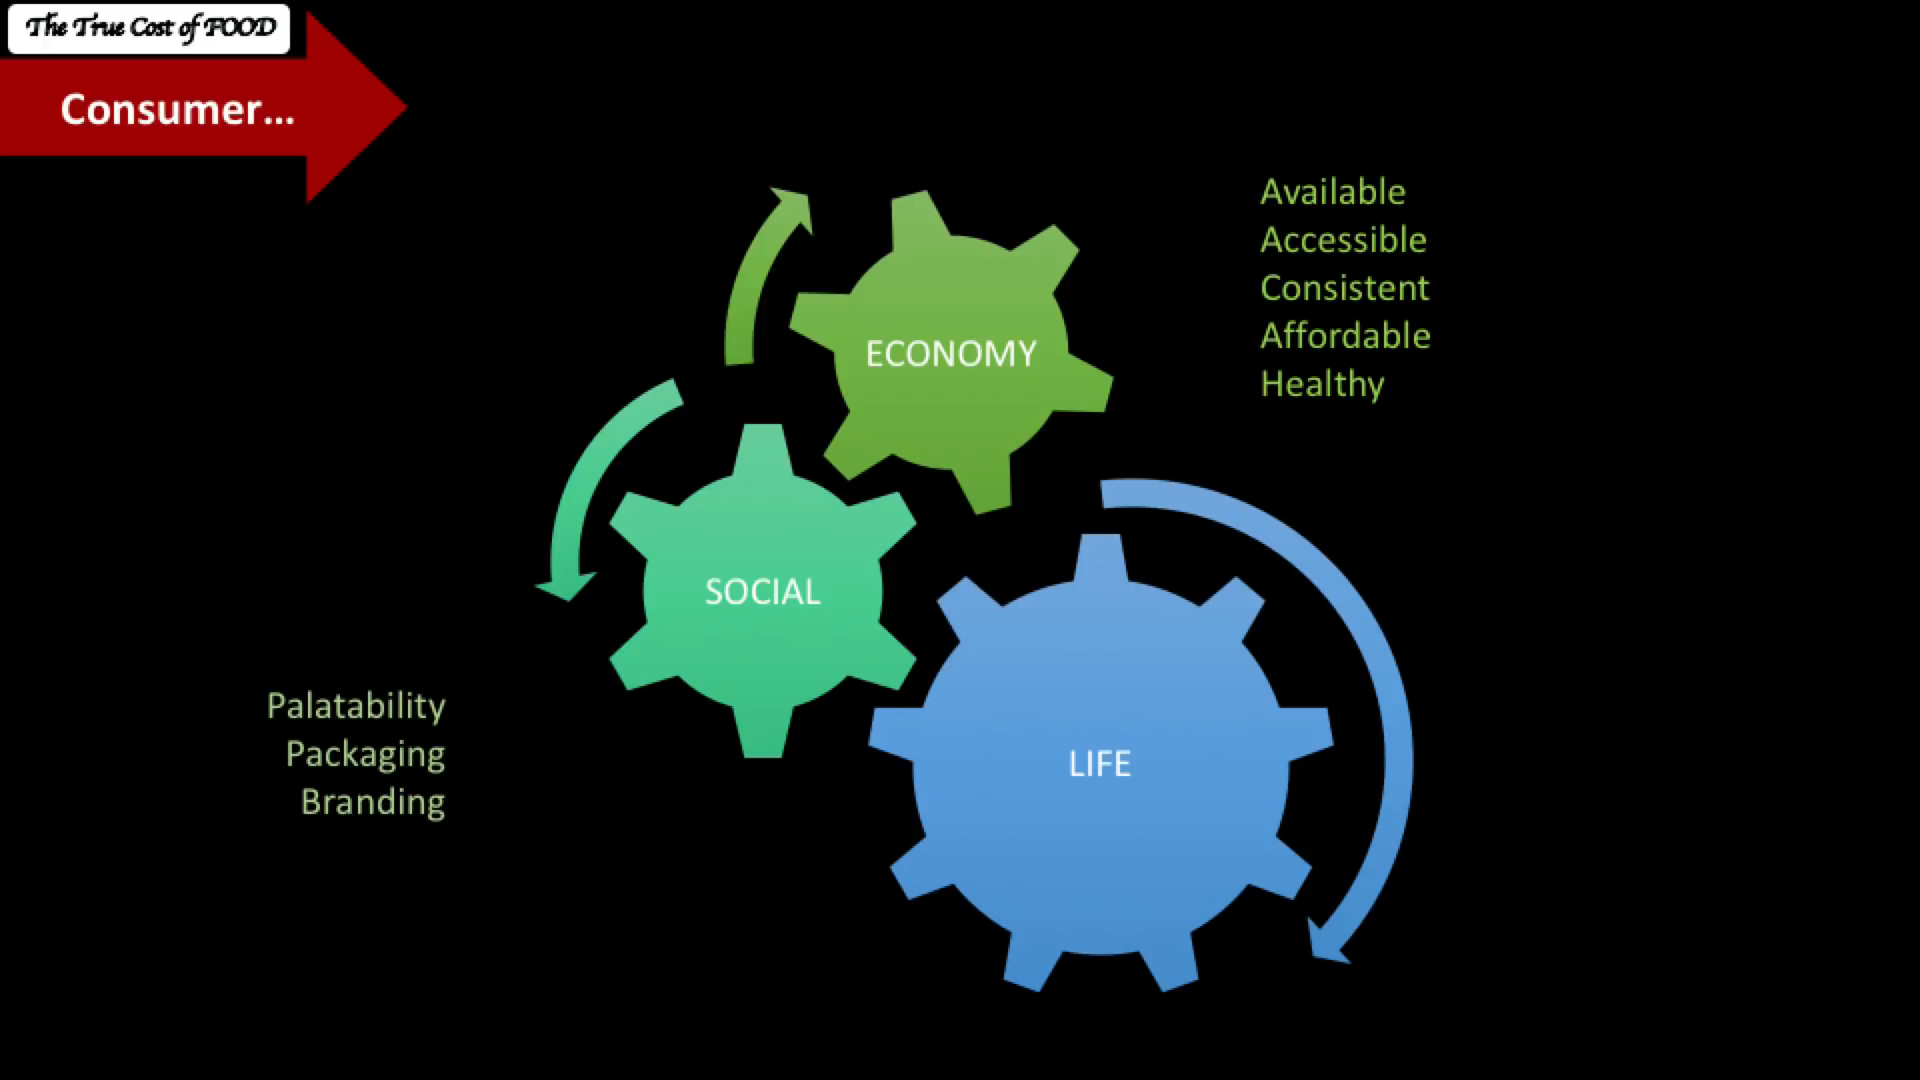 The True Cost of FOOD
Consumer...
Available
Accessible
Consistent
Affordable
Healthy
ECONOMY
SOCIAL
Palatability
Packaging
Branding
LIFE